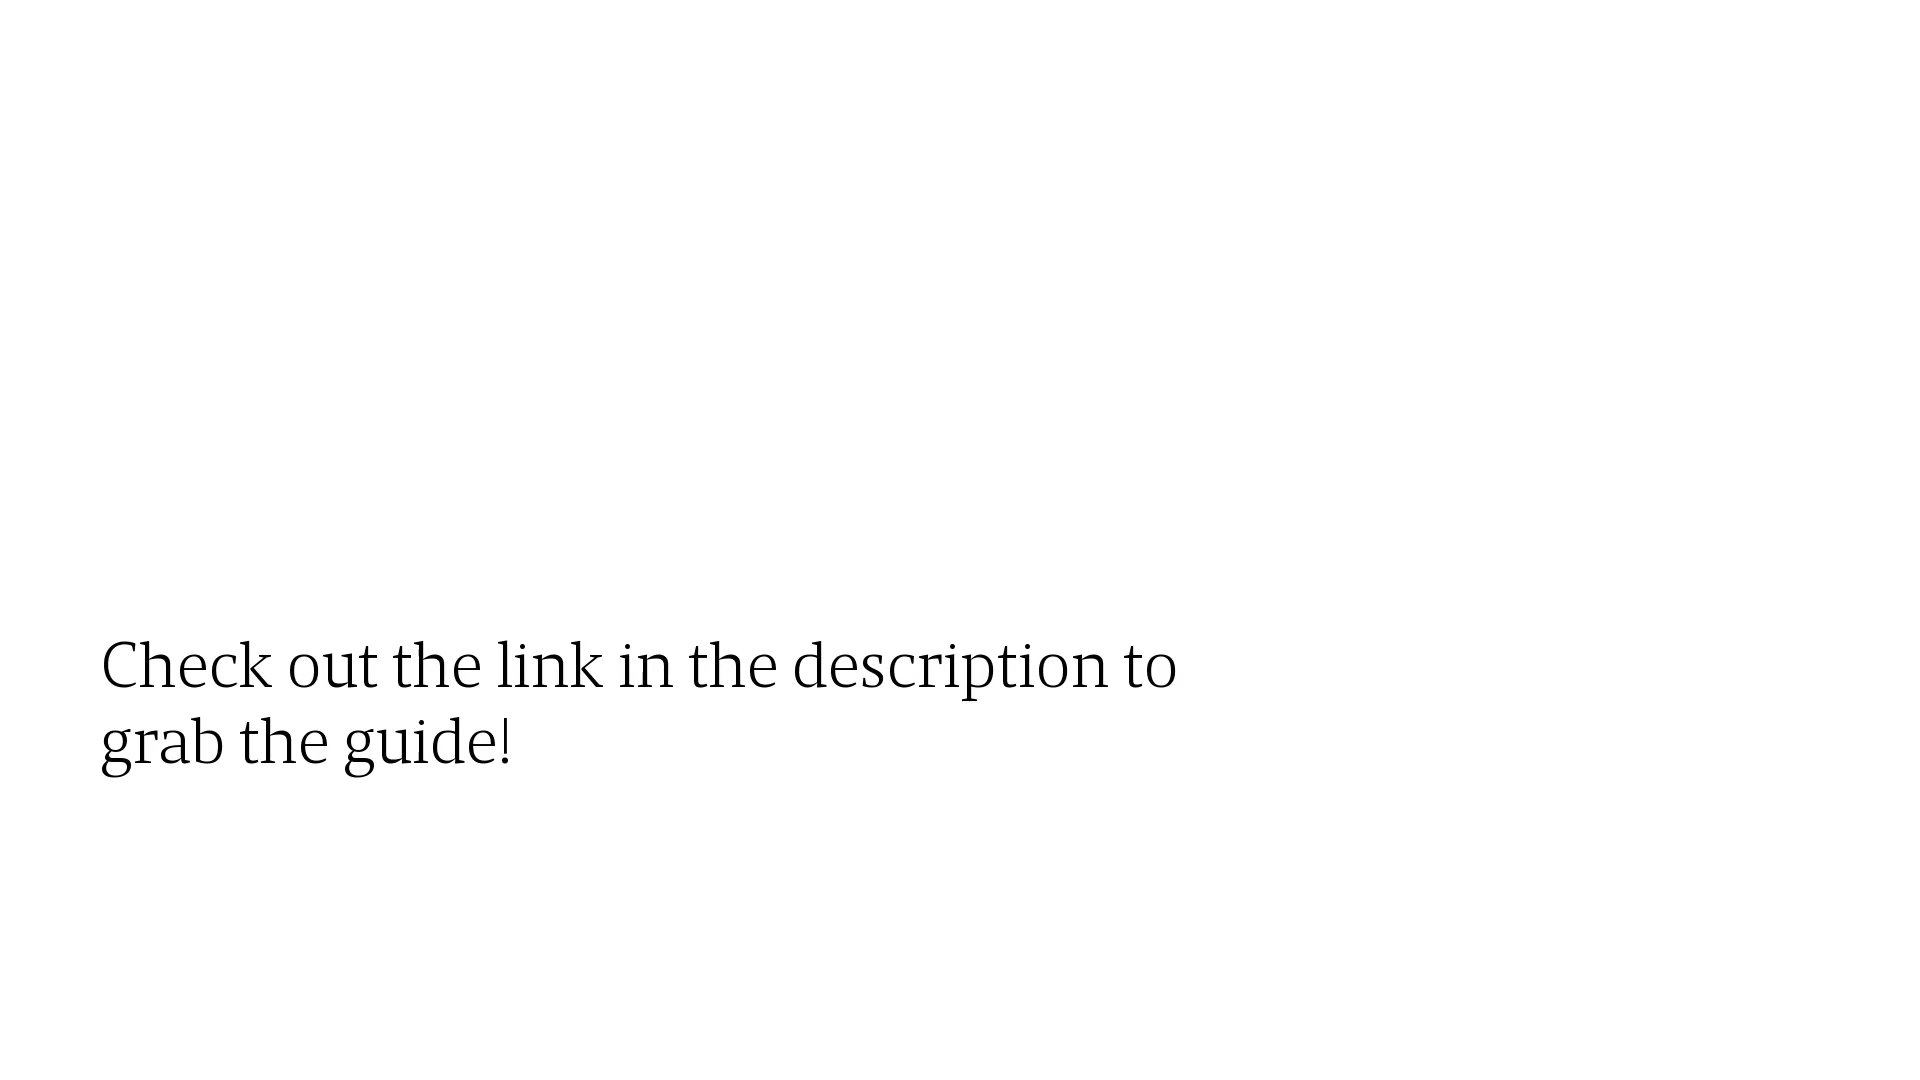 Check out the link in the description to
grab the guide!